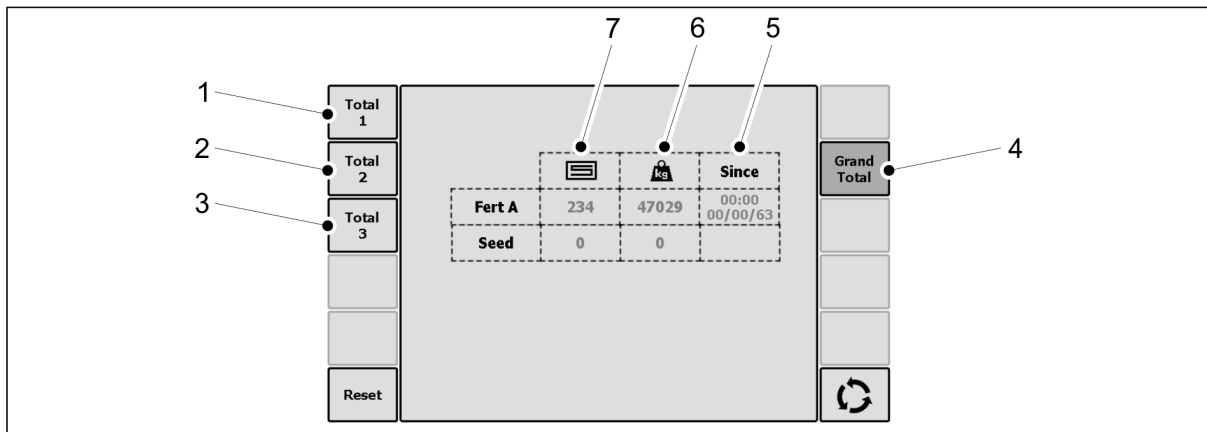 7 6 5
1 Total
1
2 Total
2
3 Total
3
Grand
Total 4
kg Since
Fert A 234 47029 00:00
00/00/63
Seed 0 0
Reset